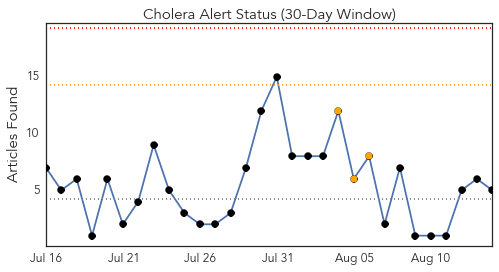 Cholera Alert Status (30-Day Window)
Articles Found
15
10
5
Jul 16
Jul 21
Jul 26
Jul 31
Aug 05
Aug 10